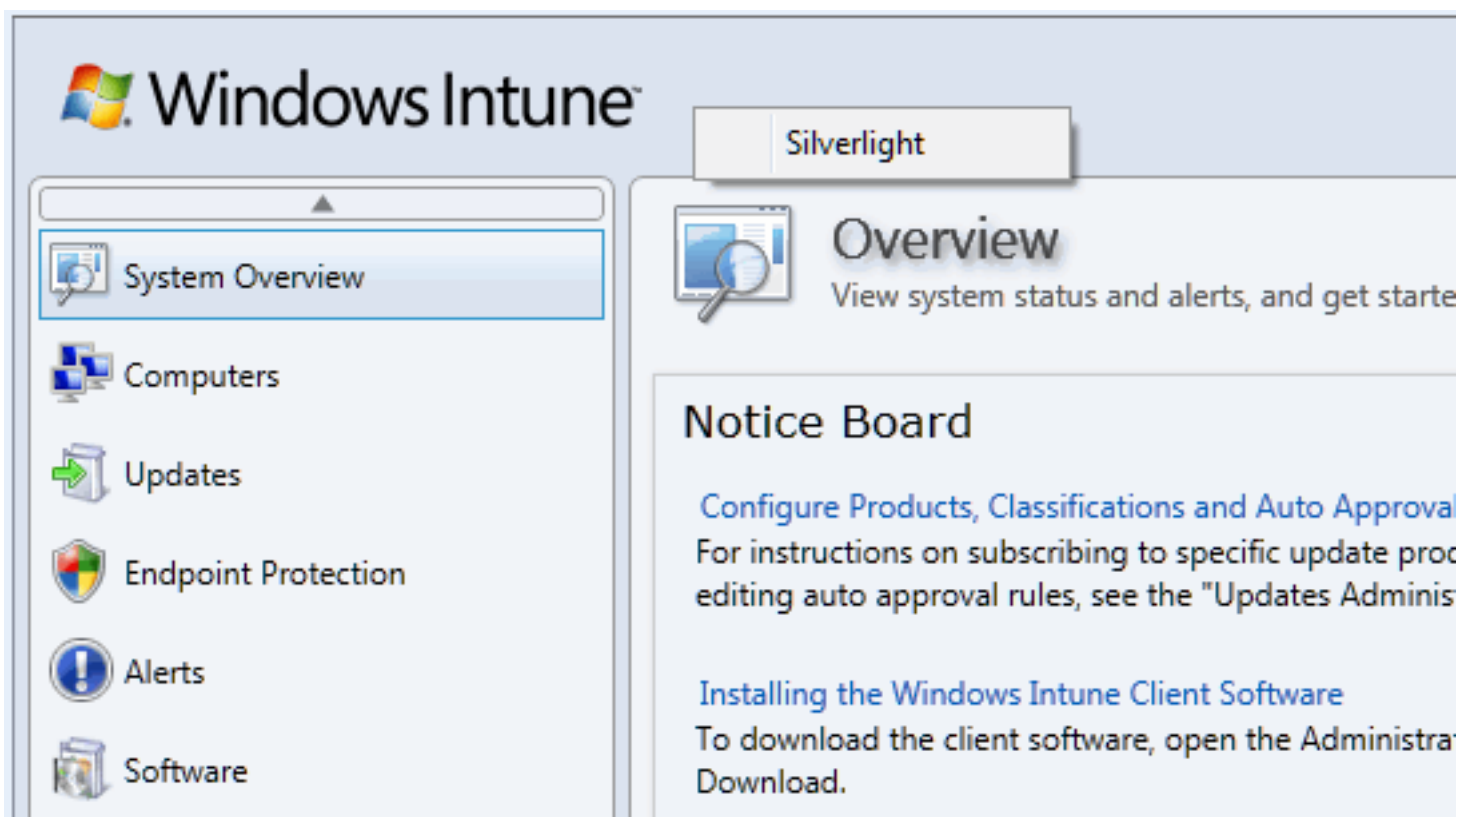 Windows Intune™
Silverlight
System Overview
Computers
Updates
Endpoint Protection
Alerts
Software
Overview
View system status and alerts, and get starte
Notice Board
Configure Products, Classifications and Auto Approval
For instructions on subscribing to specific update prod
editing auto approval rules, see the "Updates Adminis
Installing the Windows Intune Client Software
To download the client software, open the Administra
Download.